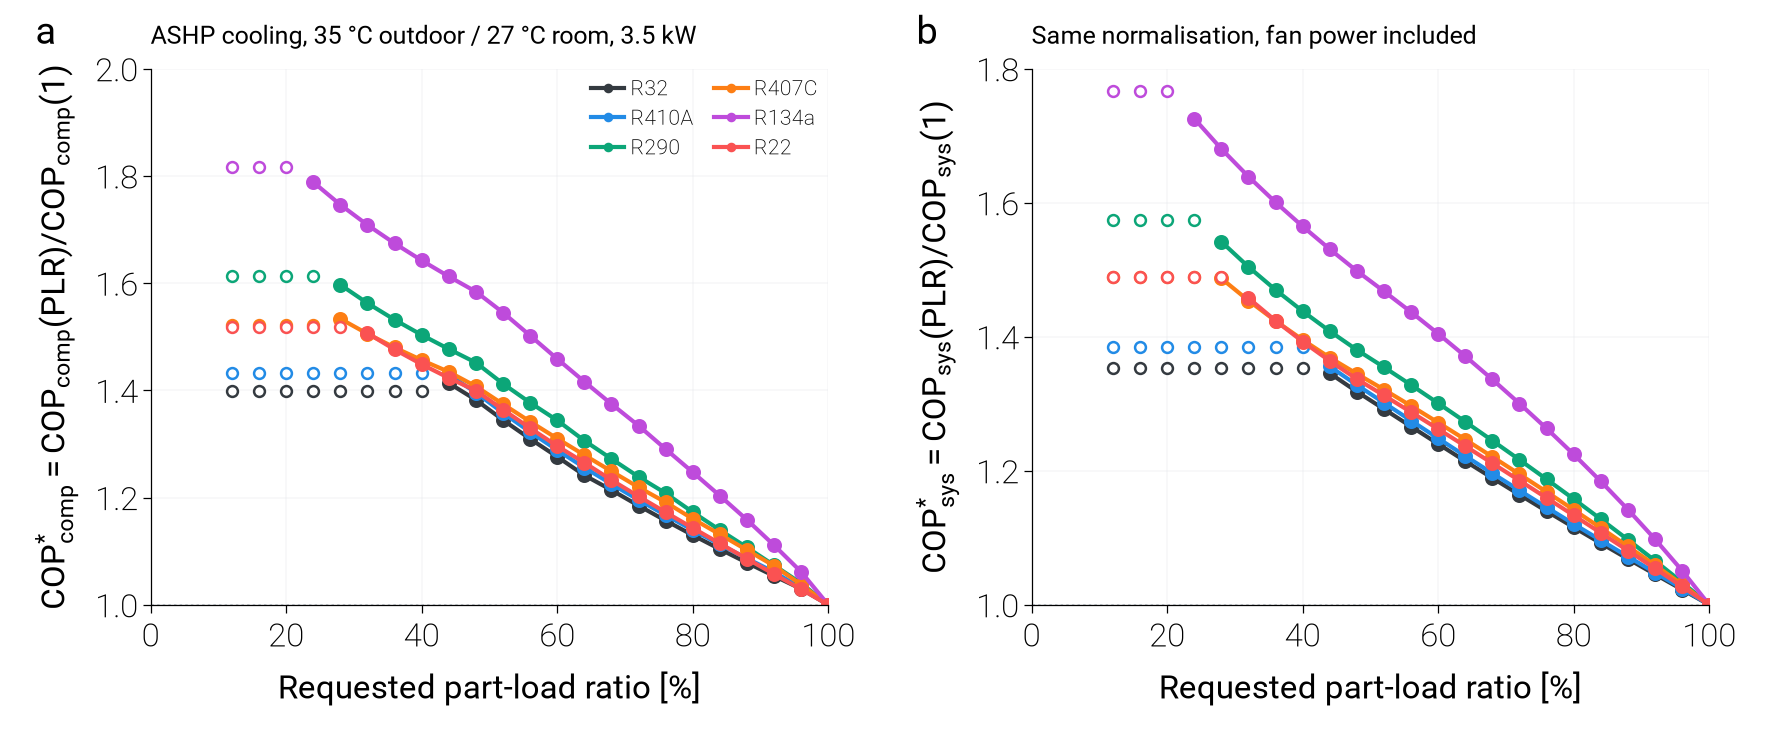 a
ASHP cooling, 35 °C outdoor / 27 °C room, 3.5 kW
COP*comp = COPcomp(PLR)/COPcomp(1)
2.0
1.8
1.6
1.4
1.2
1.0
R32
R407C
R410A
R134a
R290
R22
0
20
40
60
80
100
Requested part-load ratio [%]
b
Same normalisation, fan power included
COP*sys = COPsys(PLR)/COPsys(1)
1.8
1.6
1.4
1.2
1.0
0
20
40
60
80
100
Requested part-load ratio [%]